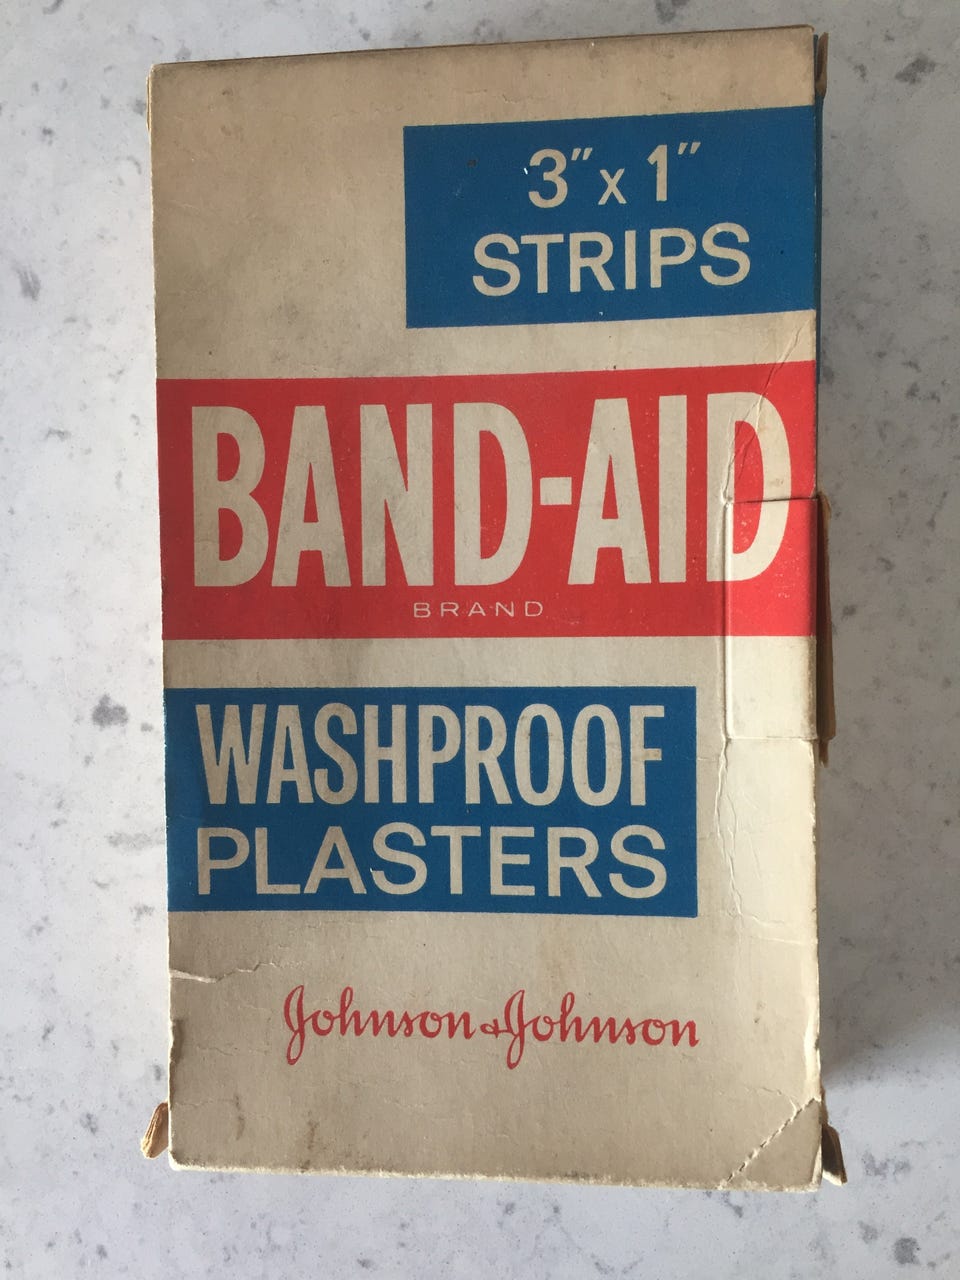 3" x 1"
STRIPS
BAND-AID
BRAND
WASHPROOF
PLASTERS
Johnson & Johnson